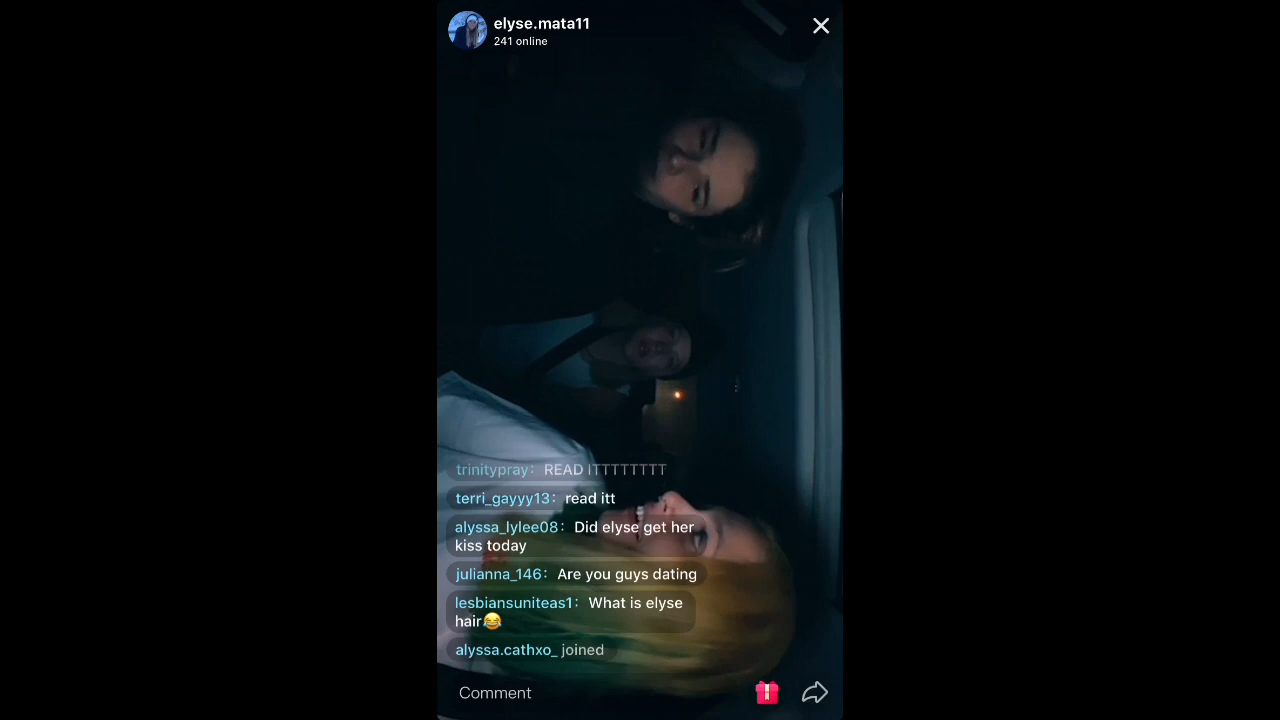 elyse.mata11
241 online
trinitypray: READ ITTTTTTTT
terri_gayyy13: read itt
alyssa_lylee08: Did elyse get her
kiss today
julianna_146: Are you guys dating
lesbiansuniteas1: What is elyse
hair😂
alyssa.cathxo_ joined
Comment